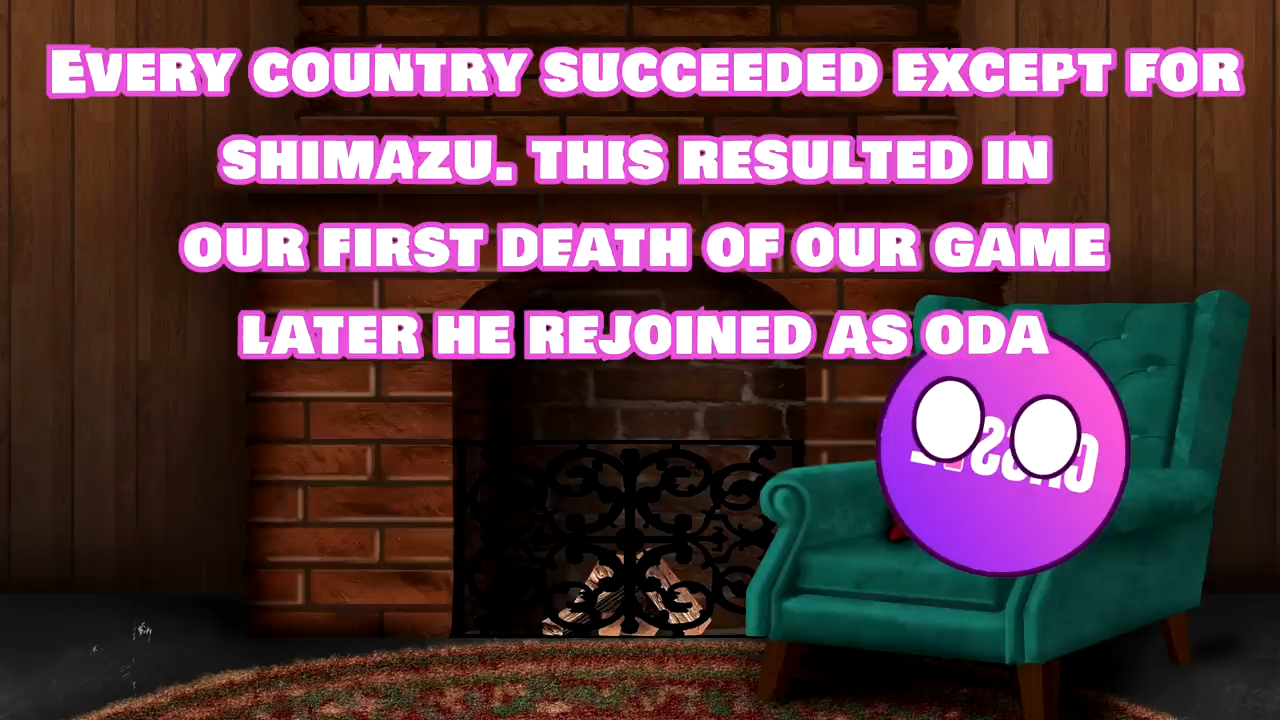 Every country succeeded except for
shimazu. this resulted in
our first death of our game
later he rejoined as oda